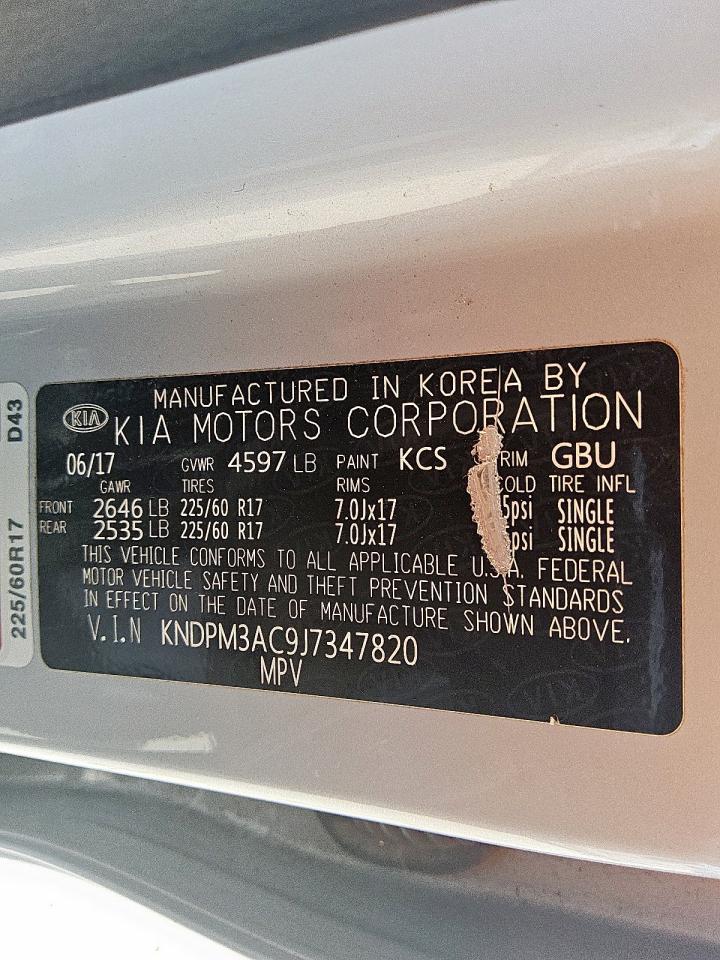 MANUFACTURED IN KOREA BY
KIA KIA MOTORS CORPORATION
06/17 GVWR 4597 LB PAINT KCS TRIM GBU
GAWR TIRES RIMS COLD TIRE INFL
FRONT 2646 LB 225/60 R17 7.0Jx17 5psi SINGLE
REAR 2535 LB 225/60 R17 7.0Jx17 psi SINGLE
THIS VEHICLE CONFORMS TO ALL APPLICABLE U.S.A. FEDERAL
MOTOR VEHICLE SAFETY AND THEFT PREVENTION STANDARDS
IN EFFECT ON THE DATE OF MANUFACTURE SHOWN ABOVE.
V.I.N KNDPM3AC9J7347820
MPV
225/60R17 D43